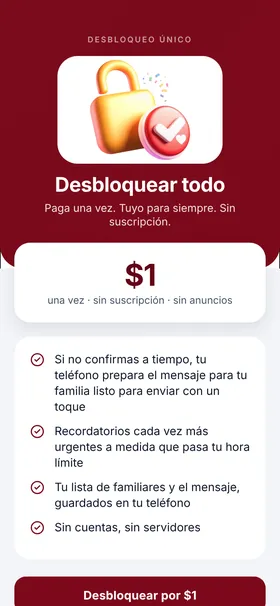 DESBLOQUEO ÚNICO
Desbloquear todo
Paga una vez. Tuyo para siempre. Sin
suscripción.
$1
una vez · sin suscripción · sin anuncios
Si no confirmas a tiempo, tu
teléfono prepara el mensaje para tu
familia listo para enviar con un
toque
Recordatorios cada vez más
urgentes a medida que pasa tu hora
límite
Tu lista de familiares y el mensaje,
guardados en tu teléfono
Sin cuentas, sin servidores
Desbloquear por $1